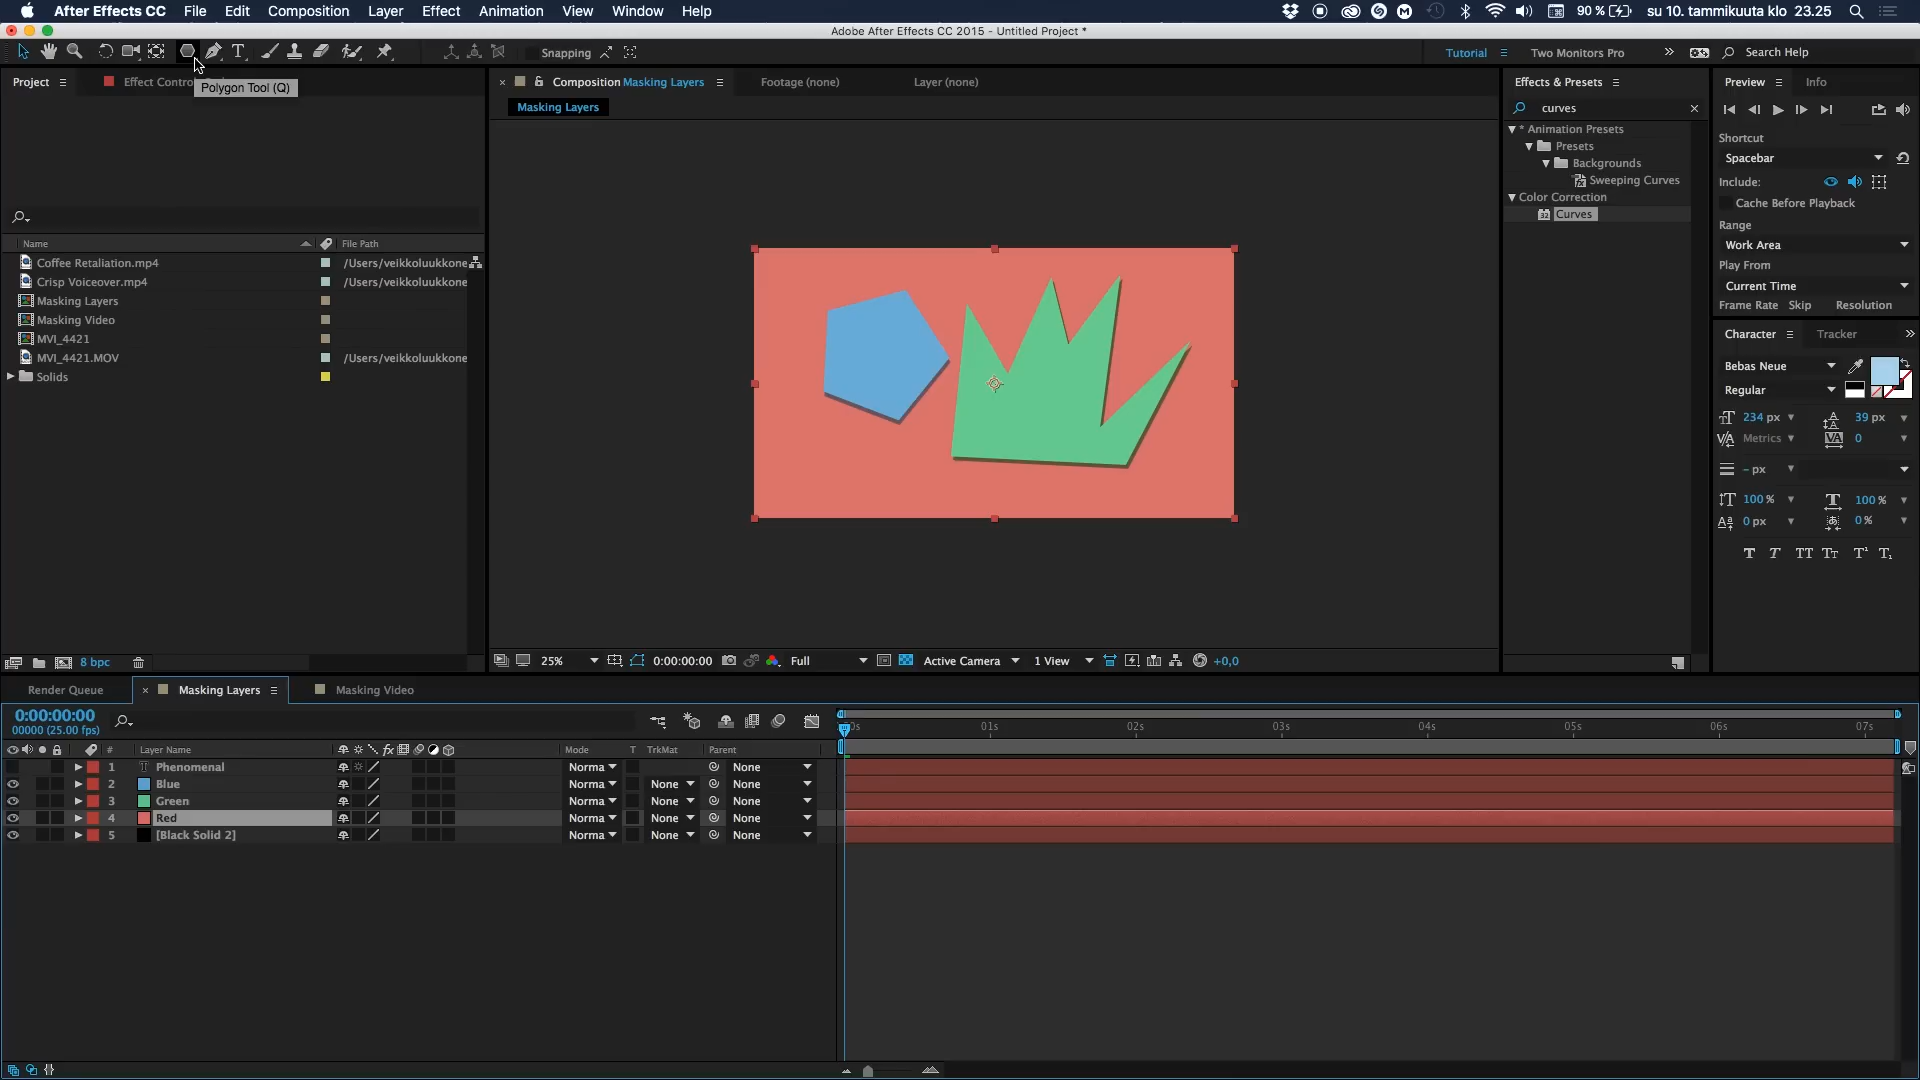 After Effects CC File Edit Composition Layer Effect Animation View Window Help 90 % su 10. tammikuuta klo 23.25
Adobe After Effects CC 2015 - Untitled Project *
Snapping Tutorial Two Monitors Pro Search Help
Polygon Tool (Q)
Project Effect Contro
Composition Masking Layers Footage (none) Layer (none)
Masking Layers
Name File Path
Coffee Retaliation.mp4 /Users/veikkoluukkone
Crisp Voiceover.mp4 /Users/veikkoluukkone
Masking Layers
Masking Video
MVI_4421
MVI_4421.MOV /Users/veikkoluukkone
Solids
8 bpc
25% 0:00:00:00 Full Active Camera 1 View +0,0
Effects & Presets
curves
* Animation Presets
Presets
Backgrounds
Sweeping Curves
Color Correction
32 Curves
Preview Info
Shortcut
Spacebar
Include:
Cache Before Playback
Range
Work Area
Play From
Current Time
Frame Rate Skip Resolution
Character Tracker
Bebas Neue
Regular
234 px 39 px
Metrics 0
- px
100 % 100 %
0 px 0 %
T T TT Tt T¹ T₁
Render Queue Masking Layers Masking Video
0:00:00:00
00000 (25.00 fps)
# Layer Name fx Mode T TrkMat Parent
1 T Phenomenal Norma None
2 Blue Norma None None
3 Green Norma None None
4 Red Norma None None
5 [Black Solid 2] Norma None None
0s 01s 02s 03s 04s 05s 06s 07s